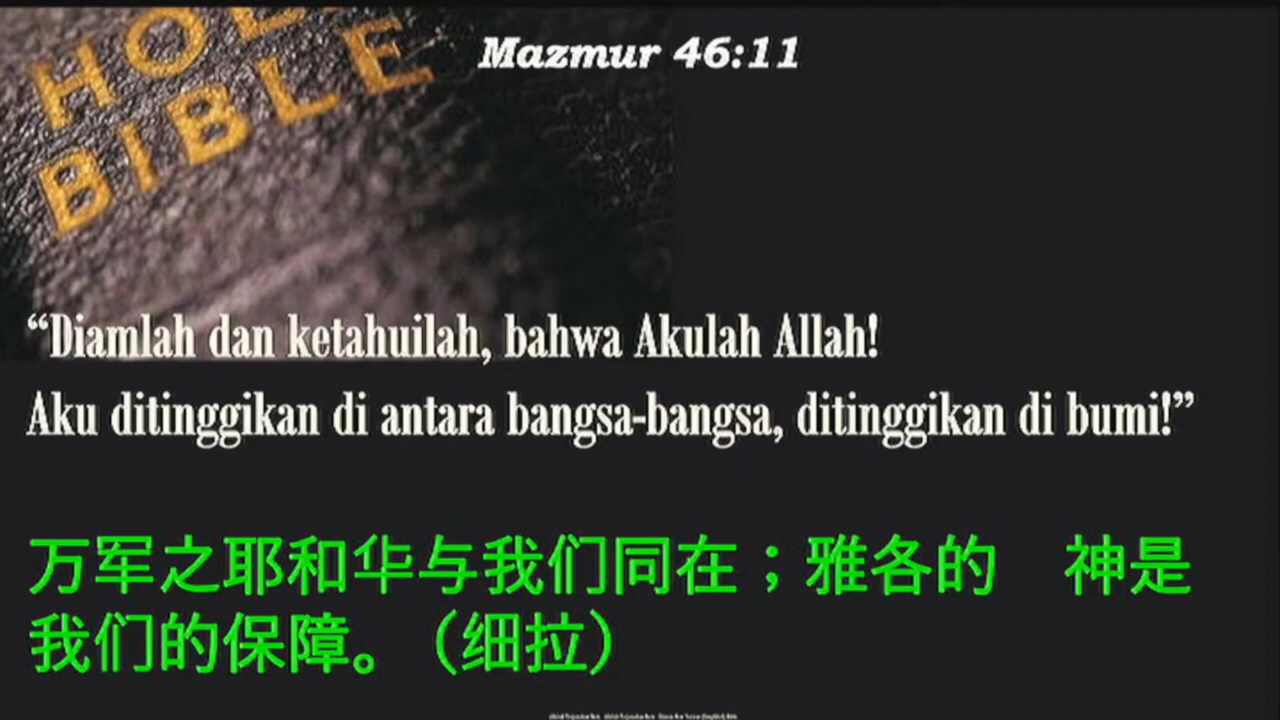 HOLY
BIBLE
Mazmur 46:11
“Diamlah dan ketahuilah, bahwa Akulah Allah!
Aku ditinggikan di antara bangsa-bangsa, ditinggikan di bumi!”
万军之耶和华与我们同在；雅各的　神是
我们的保障。（细拉）